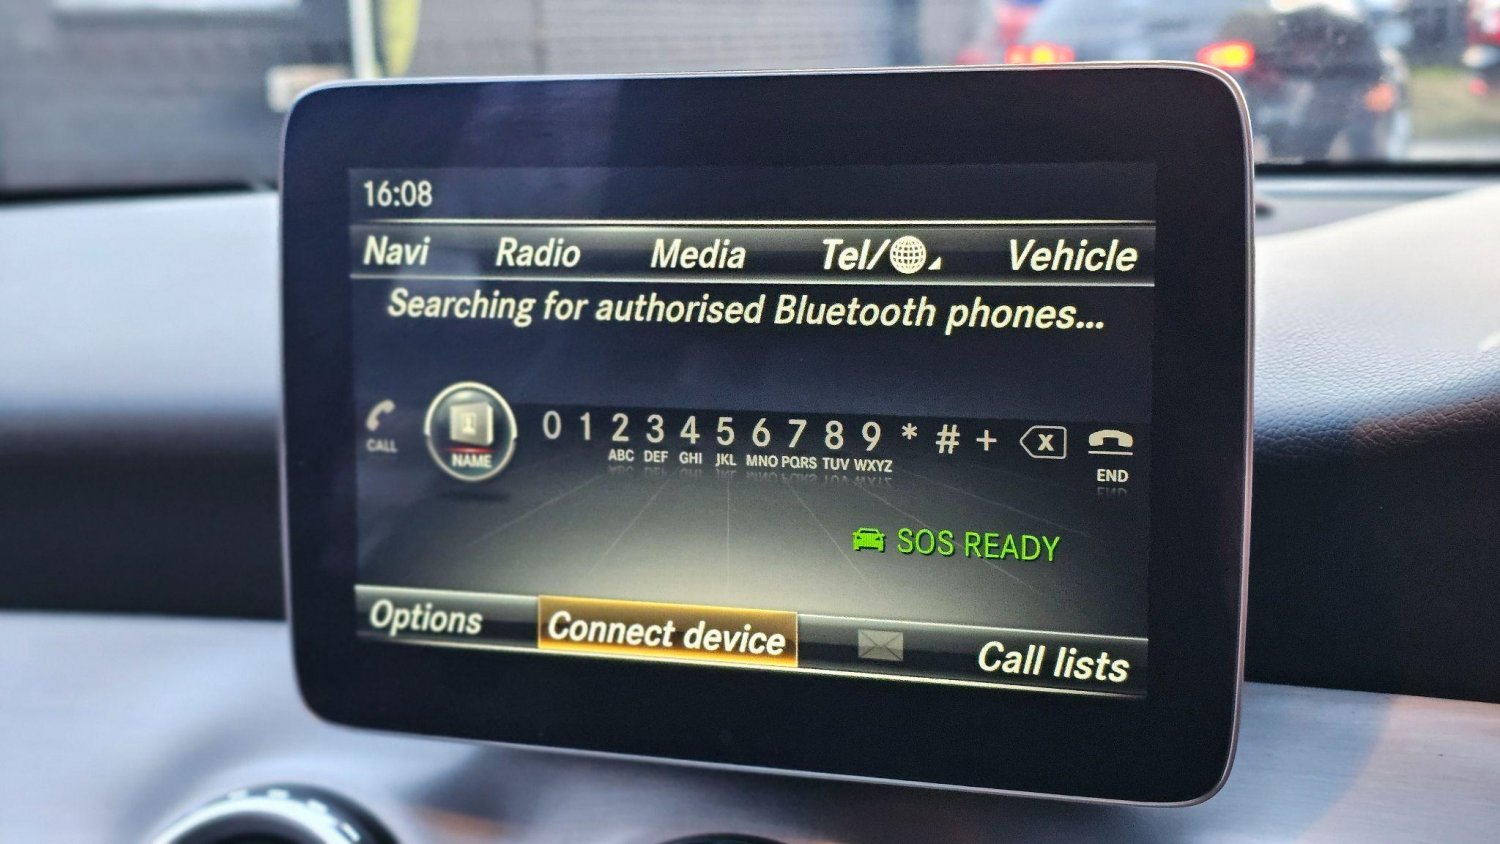 16:08
Navi Radio Media Tel/ Vehicle
Searching for authorised Bluetooth phones...
CALL NAME 0 1 2 3 4 5 6 7 8 9 * # + x END
ABC DEF GHI JKL MNO PQRS TUV WXYZ
SOS READY
Options Connect device Call lists